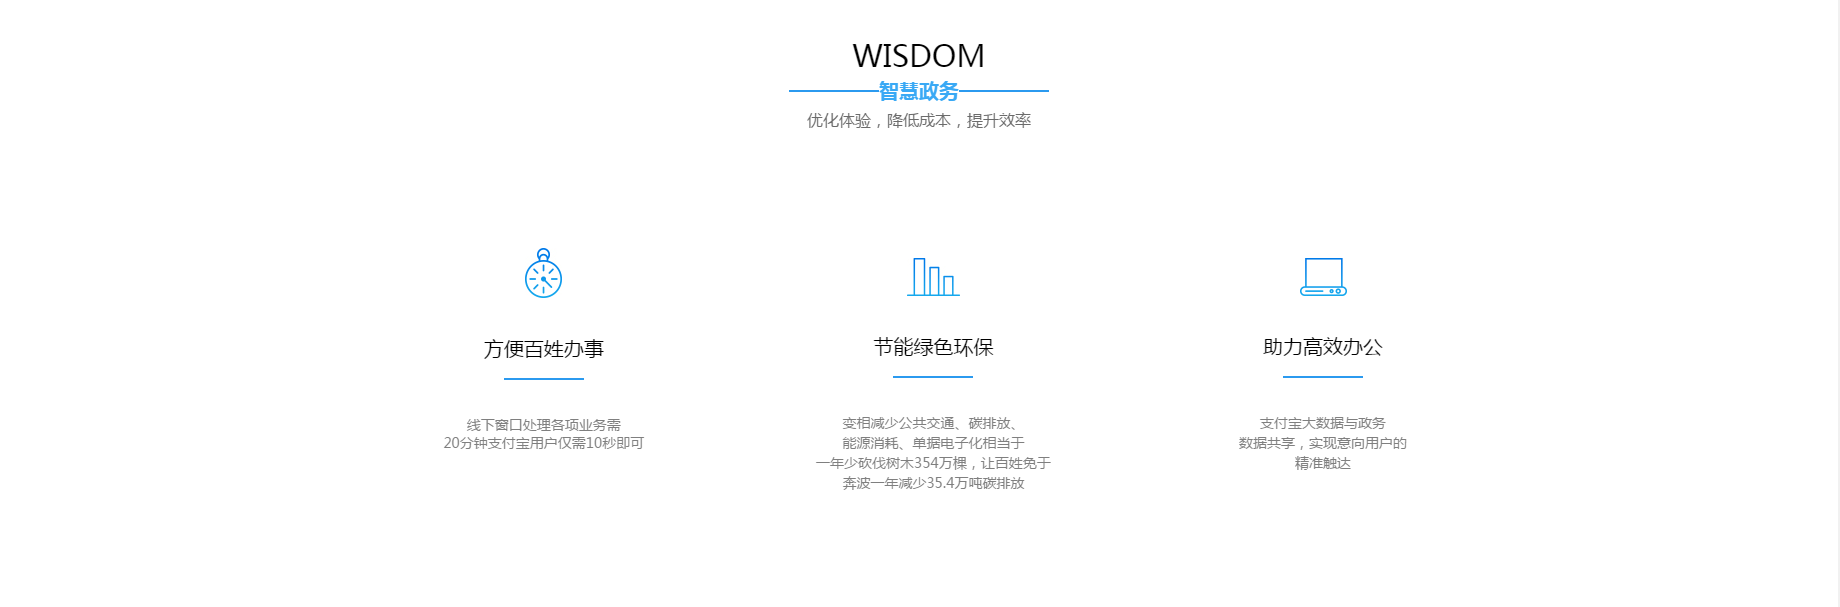 WISDOM
智慧政务
优化体验，降低成本，提升效率
方便百姓办事
线下窗口处理各项业务需
20分钟支付宝用户仅需10秒即可
节能绿色环保
变相减少公共交通、碳排放、
能源消耗、单据电子化相当于
一年少砍伐树木354万棵，让百姓免于
奔波一年减少35.4万吨碳排放
助力高效办公
支付宝大数据与政务
数据共享，实现意向用户的
精准触达